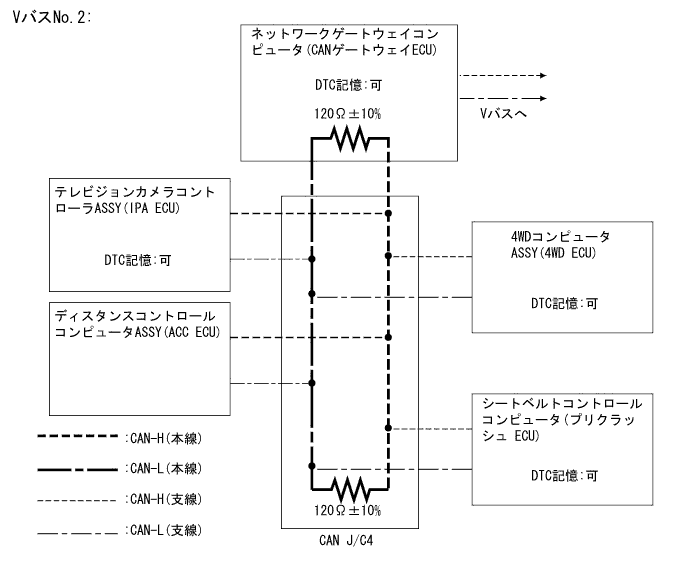 VバスNo.2:
ネットワークゲートウェイコン
ピュータ(CANゲートウェイECU)
DTC記憶:可
120Ω±10%
Vバスへ
テレビジョンカメラコント
ローラASSY(IPA ECU)
DTC記憶:可
4WDコンピュータ
ASSY(4WD ECU)
DTC記憶:可
ディスタンスコントロール
コンピュータASSY(ACC ECU)
シートベルトコントロール
コンピュータ(プリクラッ
シュ ECU)
DTC記憶:可
:CAN-H(本線)
:CAN-L(本線)
:CAN-H(支線)
:CAN-L(支線)
120Ω±10%
CAN J/C4